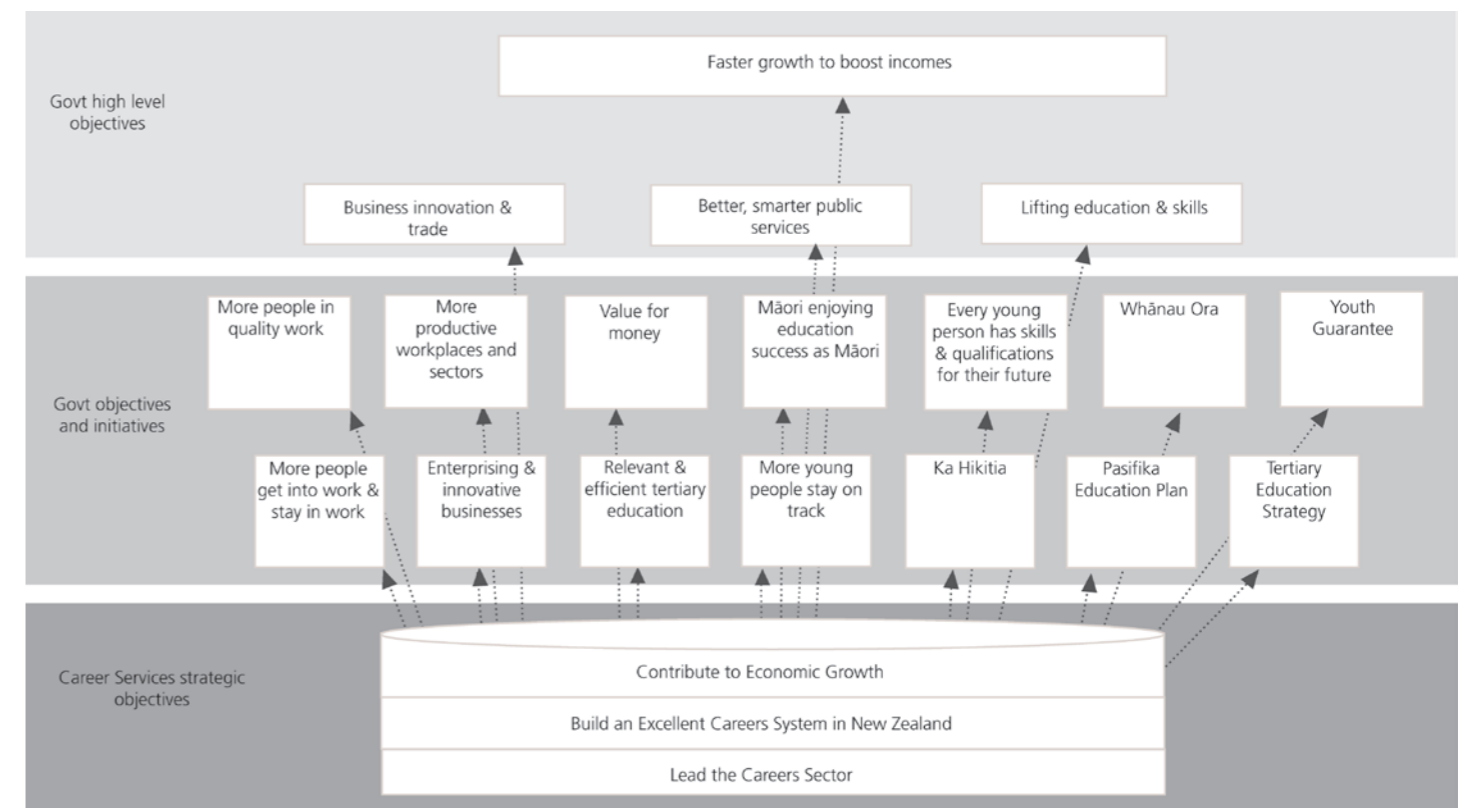 Faster growth to boost incomes
Govt high level
objectives
Business innovation &
trade
Better, smarter public
services
Lifting education & skills
More people in
quality work
More
productive
workplaces and
sectors
Value for
money
Māori enjoying
education
success as Māori
Every young
person has skills
& qualifications
for their future
Whānau Ora
Youth
Guarantee
Govt objectives
and initiatives
More people
get into work &
stay in work
Enterprising &
innovative
businesses
Relevant &
efficient tertiary
education
More young
people stay on
track
Ka Hikitia
Pasifika
Education Plan
Tertiary
Education
Strategy
Career Services strategic
objectives
Contribute to Economic Growth
Build an Excellent Careers System in New Zealand
Lead the Careers Sector